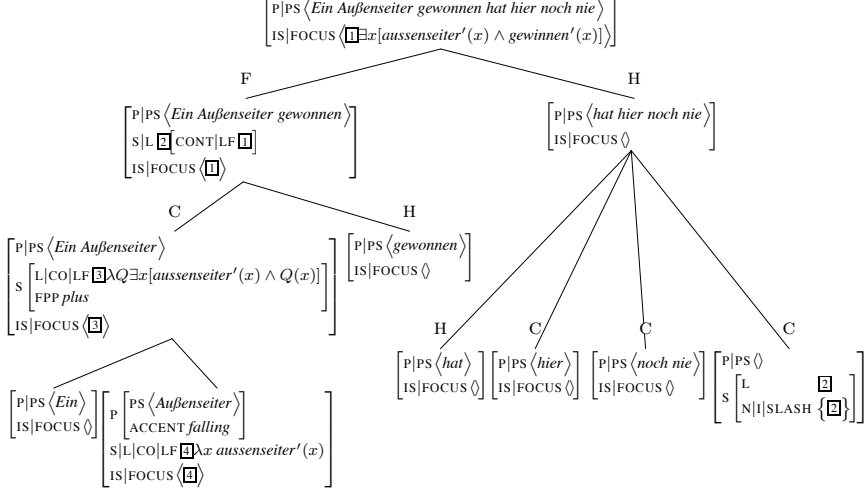 P|PS ⟨Ein Außenseiter gewonnen hat hier noch nie⟩
IS|FOCUS ⟨1∃x[aussenseiter′(x) ∧ gewinnen′(x)]⟩
F
H
P|PS ⟨Ein Außenseiter gewonnen⟩
S|L 2[CONT|LF 1]
IS|FOCUS ⟨1⟩
P|PS ⟨hat hier noch nie⟩
IS|FOCUS ⟨⟩
C
H
P|PS ⟨Ein Außenseiter⟩
S [L|CO|LF 3λQ∃x[aussenseiter′(x) ∧ Q(x)]
FPP plus]
IS|FOCUS ⟨3⟩
P|PS ⟨gewonnen⟩
IS|FOCUS ⟨⟩
H
C
C
C
P|PS ⟨hat⟩
IS|FOCUS ⟨⟩
P|PS ⟨hier⟩
IS|FOCUS ⟨⟩
P|PS ⟨noch nie⟩
IS|FOCUS ⟨⟩
P|PS ⟨⟩
S [L 2
N|I|SLASH {2}]
P|PS ⟨Ein⟩
IS|FOCUS ⟨⟩
P [PS ⟨Außenseiter⟩
ACCENT falling]
S|L|CO|LF 4λx aussenseiter′(x)
IS|FOCUS ⟨4⟩